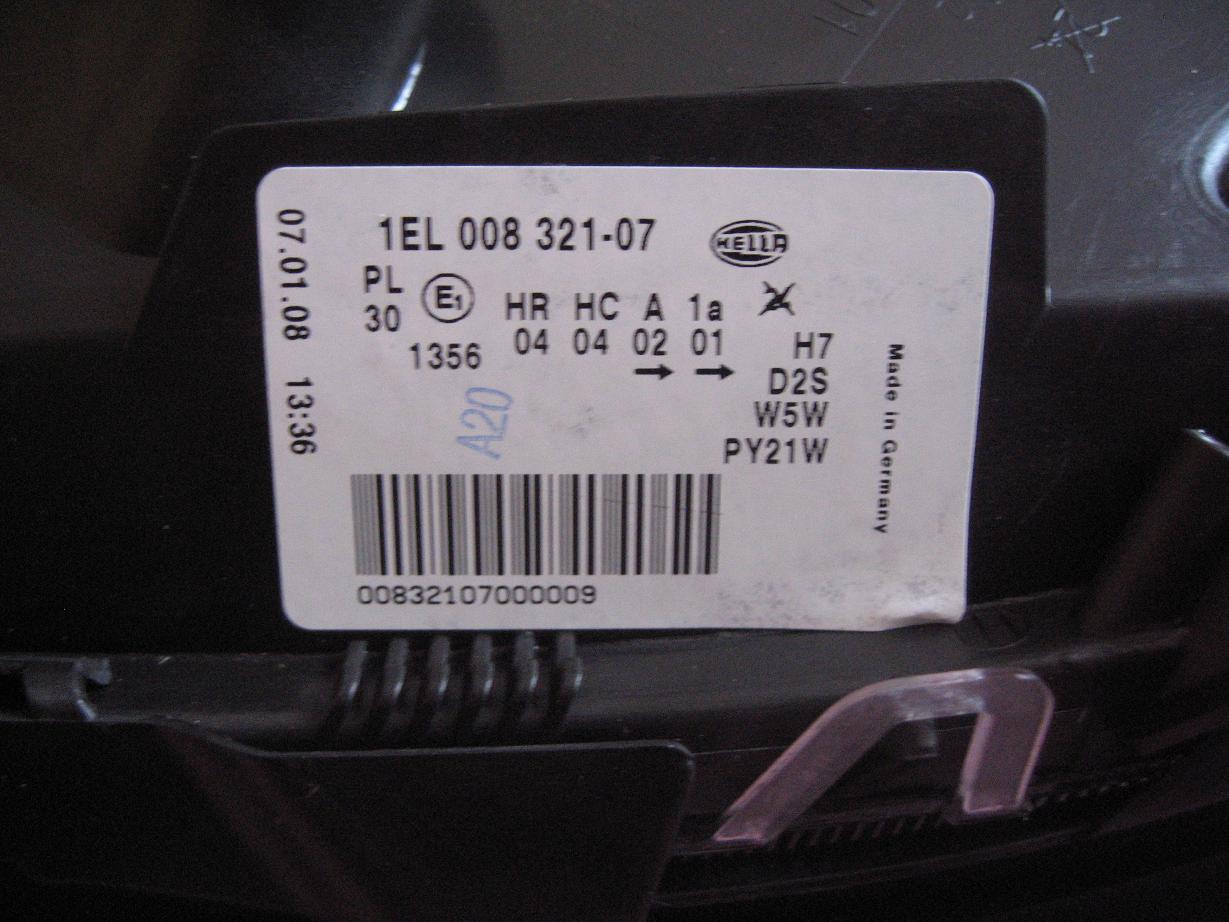 07.01.08 13:36
1EL 008 321-07
HELLA
PL
30
E1
1356
HR HC A 1a
04 04 02 01
→ →
H7
D2S
W5W
PY21W
Made in Germany
A20
00832107000009